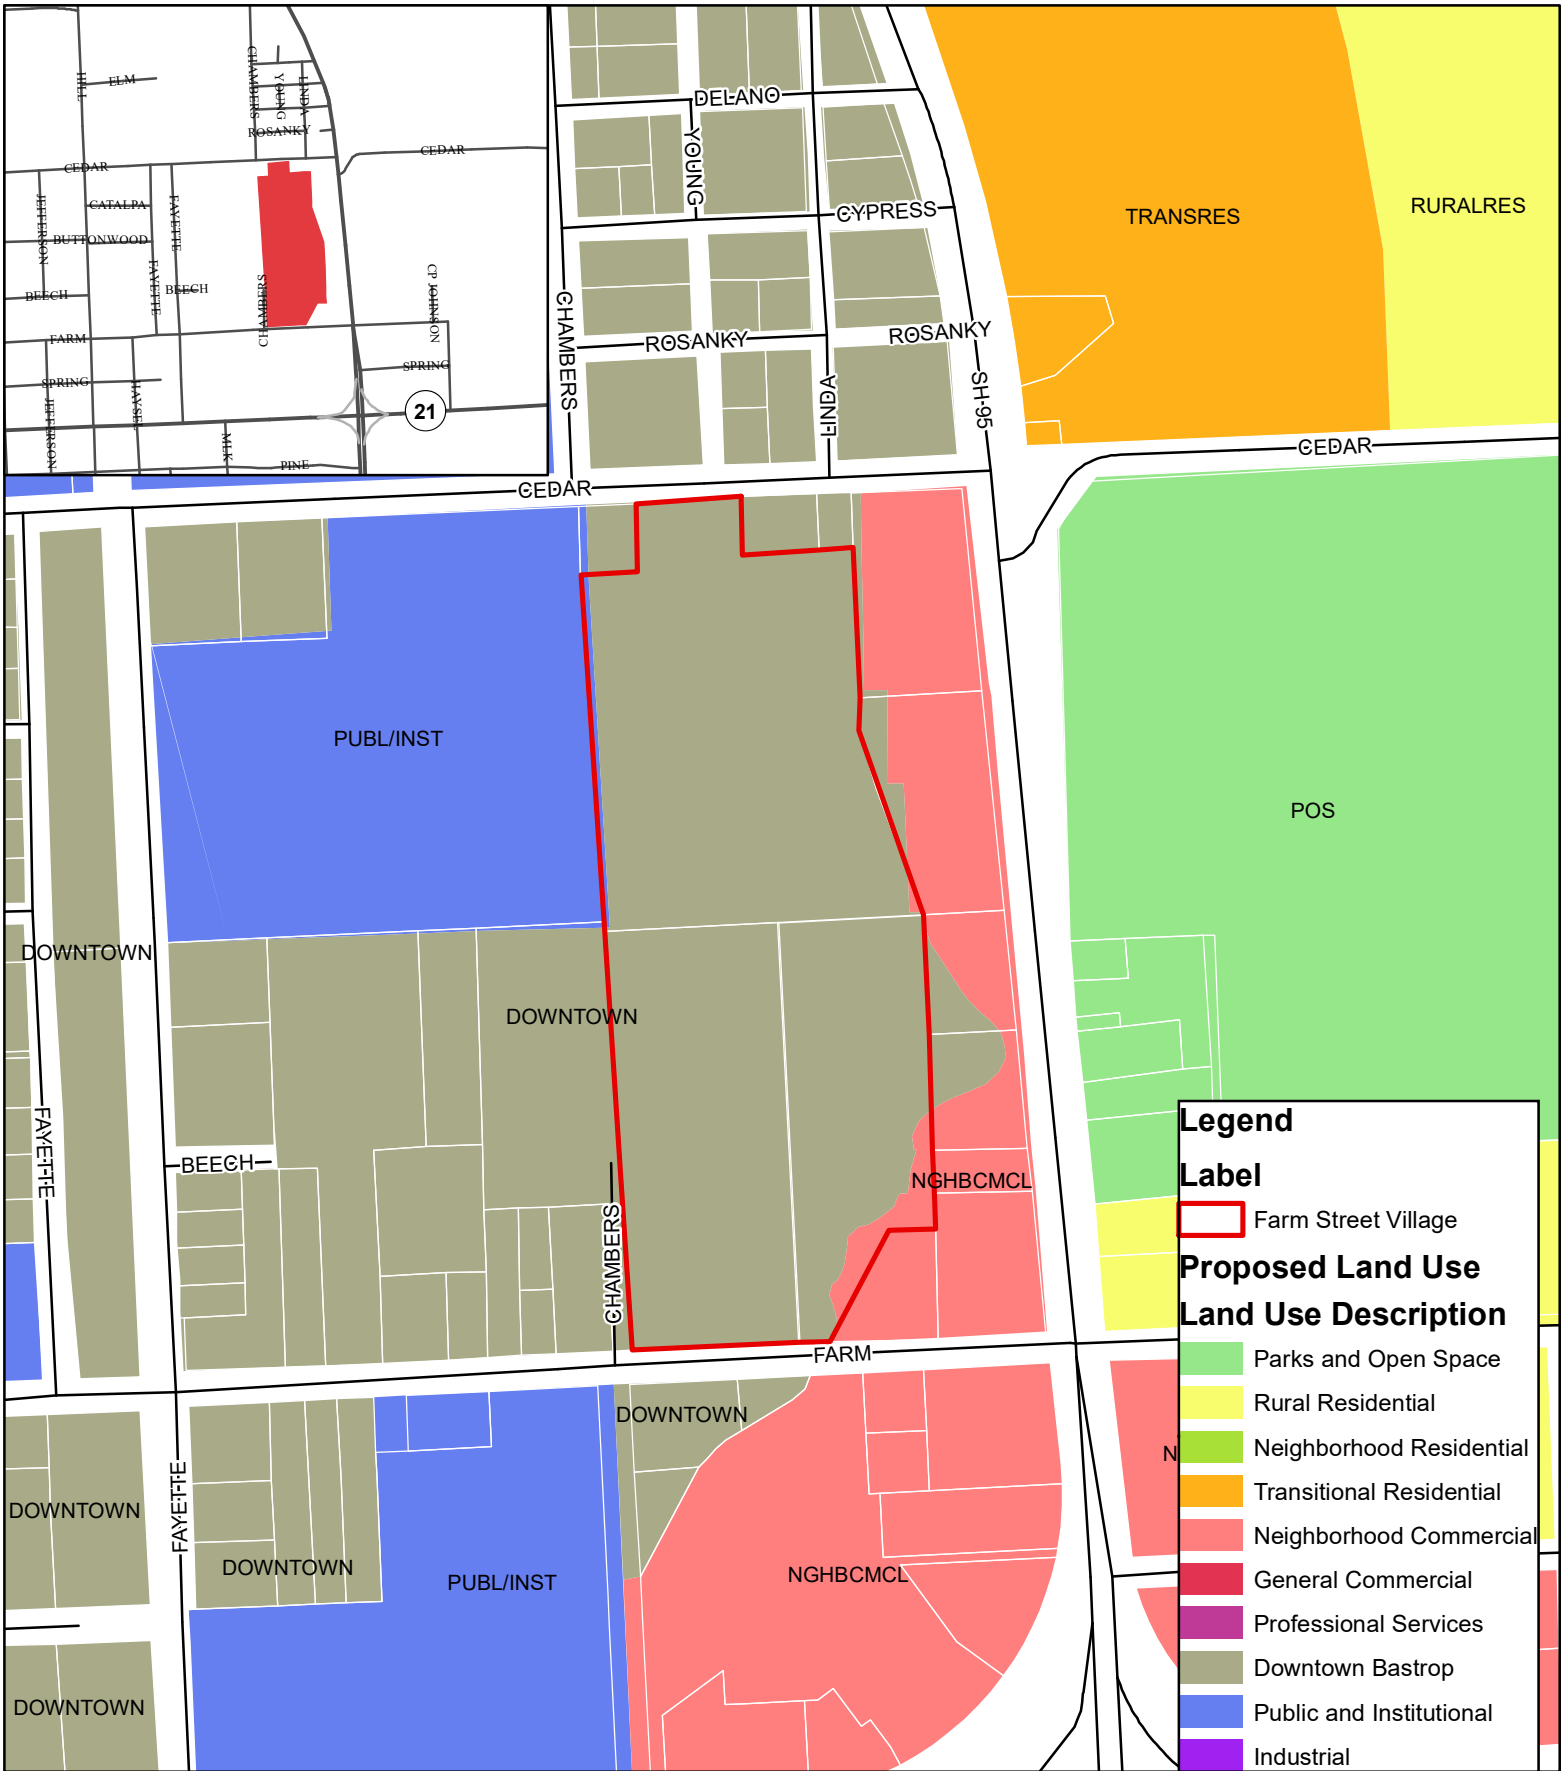 HILL
ELM
CHAMBERS
YOUNG
LINDA
ROSANKY
CEDAR
CEDAR
JEFFERSON
CATALPA
FAYETTE
BUTTONWOOD
FAYETTE
BEECH
BEECH
CHAMBERS
CP JOHNSON
FARM
SPRING
SPRING
HAYSEL
JEFFERSON
21
MLK
PINE
DELANO
YOUNG
CYPRESS
TRANSRES
RURALRES
CHAMBERS
ROSANKY
ROSANKY
LINDA
SH-95
CEDAR
CEDAR
PUBL/INST
POS
DOWNTOWN
DOWNTOWN
FAYETTE
BEECH
NGHBCMCL
CHAMBERS
FARM
DOWNTOWN
N
FAYETTE
DOWNTOWN
DOWNTOWN
PUBL/INST
NGHBCMCL
DOWNTOWN
Legend
Label
Farm Street Village
Proposed Land Use
Land Use Description
Parks and Open Space
Rural Residential
Neighborhood Residential
Transitional Residential
Neighborhood Commercial
General Commercial
Professional Services
Downtown Bastrop
Public and Institutional
Industrial